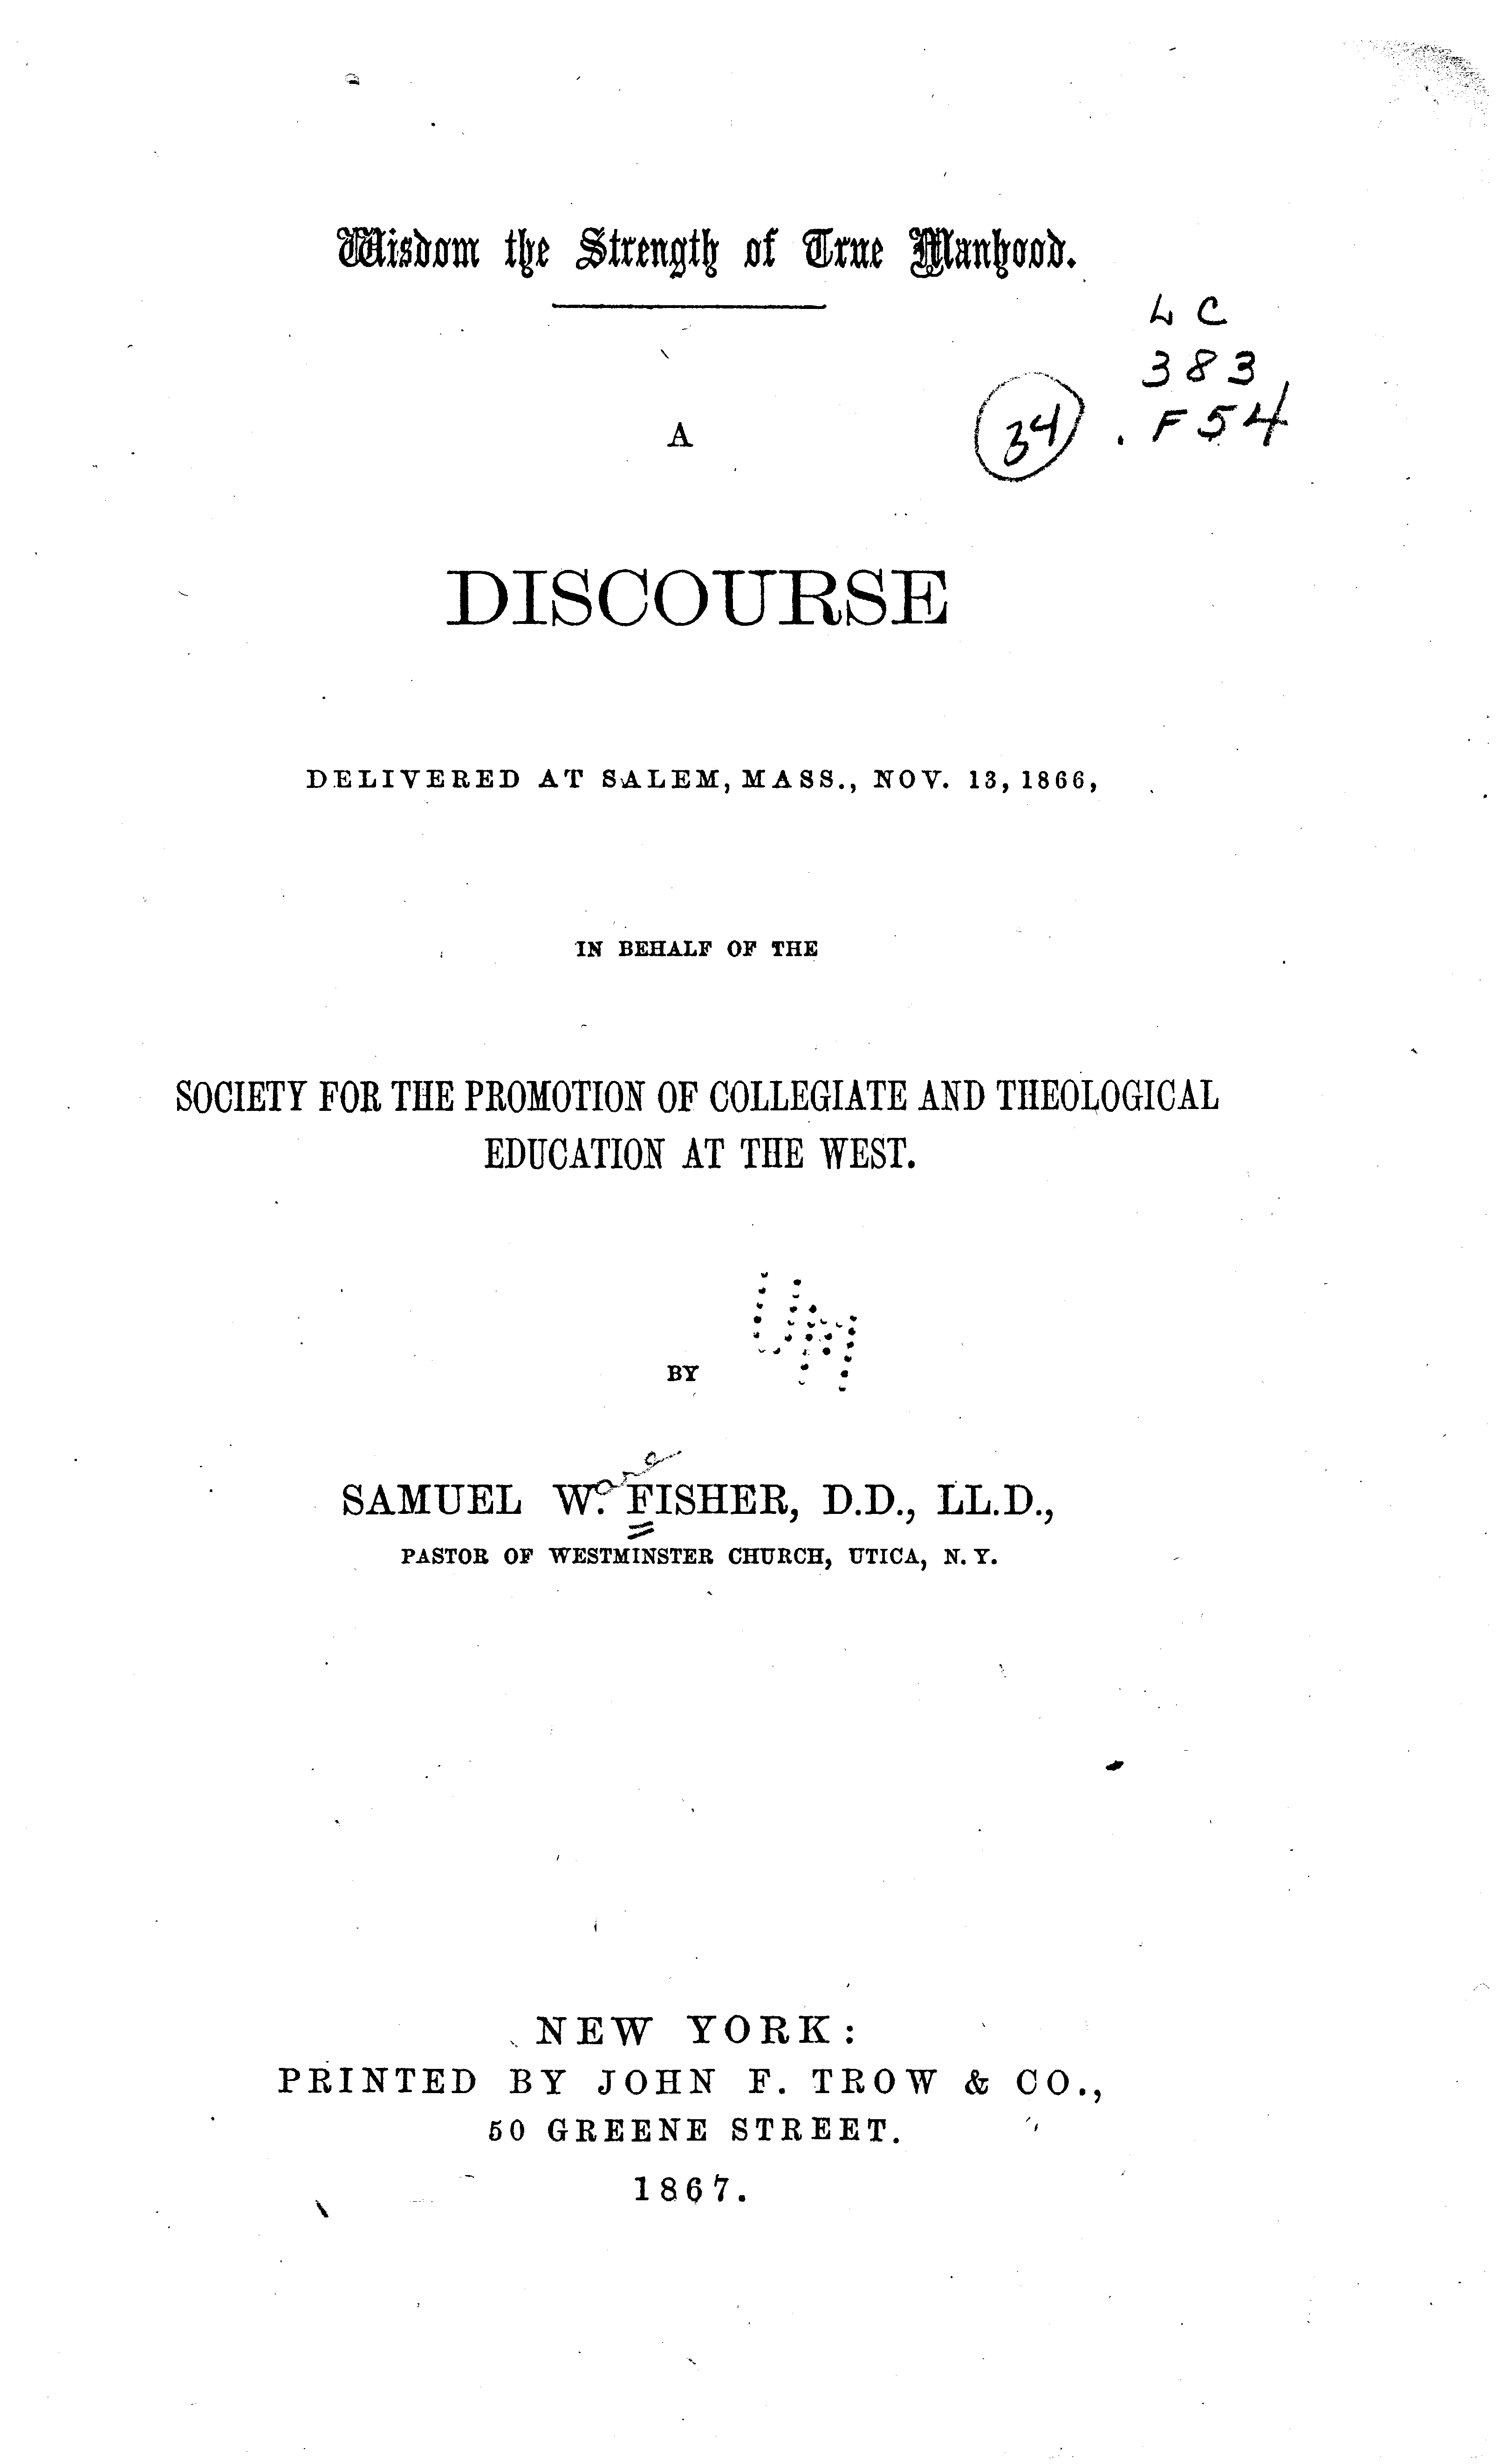 Wisdom the Strength of True Manhood.
LC
383
.F54
34
A
DISCOURSE
DELIVERED AT SALEM, MASS., NOV. 13, 1866,
IN BEHALF OF THE
SOCIETY FOR THE PROMOTION OF COLLEGIATE AND THEOLOGICAL
EDUCATION AT THE WEST.
BY
SAMUEL W. FISHER, D.D., LL.D.,
PASTOR OF WESTMINSTER CHURCH, UTICA, N. Y.
NEW YORK:
PRINTED BY JOHN F. TROW & CO.,
50 GREENE STREET.
1867.